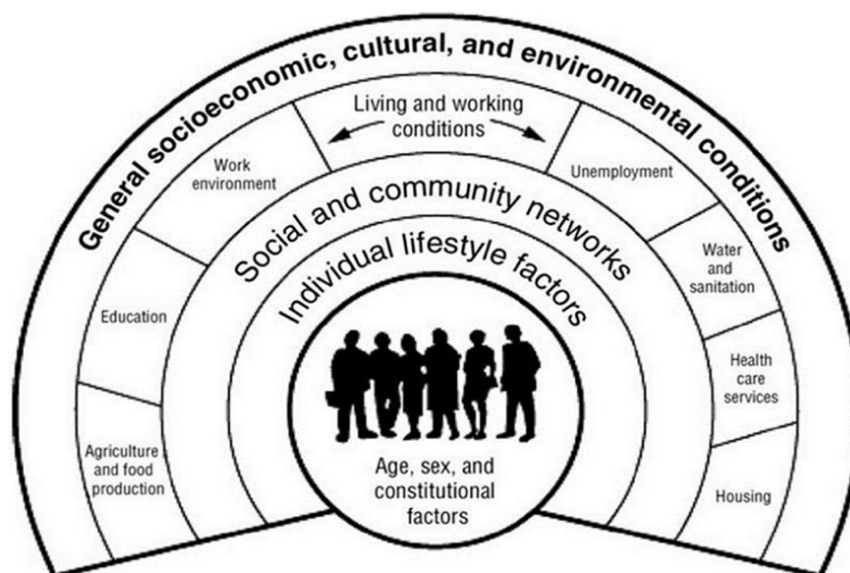 General socioeconomic, cultural, and environmental conditions
Living and working
conditions
Work
environment
Unemployment
Education
Water
and
sanitation
Agriculture
and food
production
Health
care
services
Housing
Social and community networks
Individual lifestyle factors
Age, sex, and
constitutional
factors